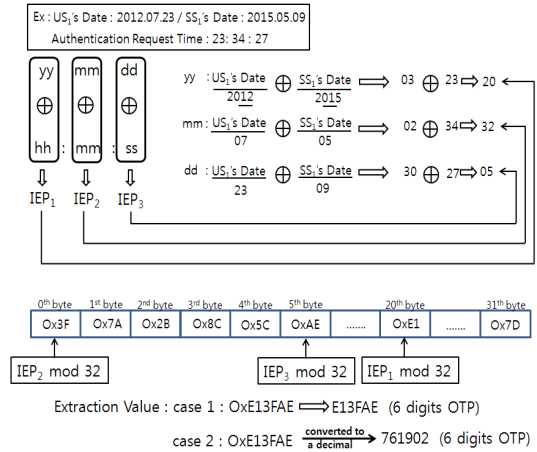 Ex : US₁'s Date : 2012.07.23 / SS₁'s Date : 2015.05.09
Authentication Request Time : 23: 34 : 27
yy mm dd
⊕ ⊕ ⊕
hh : mm : ss
IEP₁ IEP₂ IEP₃
yy : US₁'s Date ⊕ SS₁'s Date ⇒ 03 ⊕ 23 ⇒ 20
2012 2015
mm : US₁'s Date ⊕ SS₁'s Date ⇒ 02 ⊕ 34 ⇒ 32
07 05
dd : US₁'s Date ⊕ SS₁'s Date ⇒ 30 ⊕ 27 ⇒ 05
23 09
0th byte 1st byte 2nd byte 3rd byte 4th byte 5th byte 20th byte 31th byte
Ox3F Ox7A Ox2B Ox8C Ox5C OxAE ....... OxE1 ....... Ox7D
IEP₂ mod 32 IEP₃ mod 32 IEP₁ mod 32
Extraction Value : case 1 : OxE13FAE ⇒ E13FAE (6 digits OTP)
case 2 : OxE13FAE converted to a decimal → 761902 (6 digits OTP)